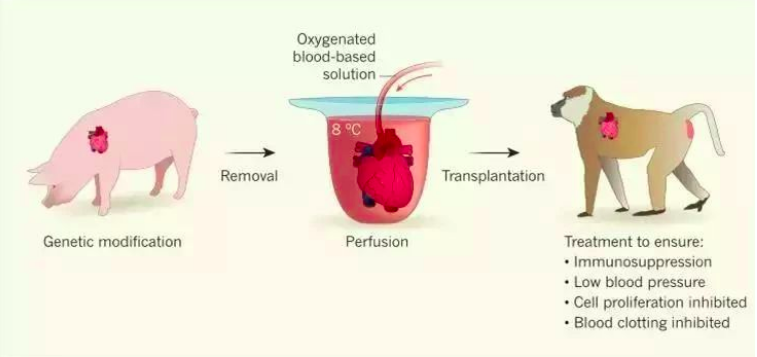 Oxygenated
blood-based
solution
8 °C
Removal
Transplantation
Genetic modification
Perfusion
Treatment to ensure:
• Immunosuppression
• Low blood pressure
• Cell proliferation inhibited
• Blood clotting inhibited